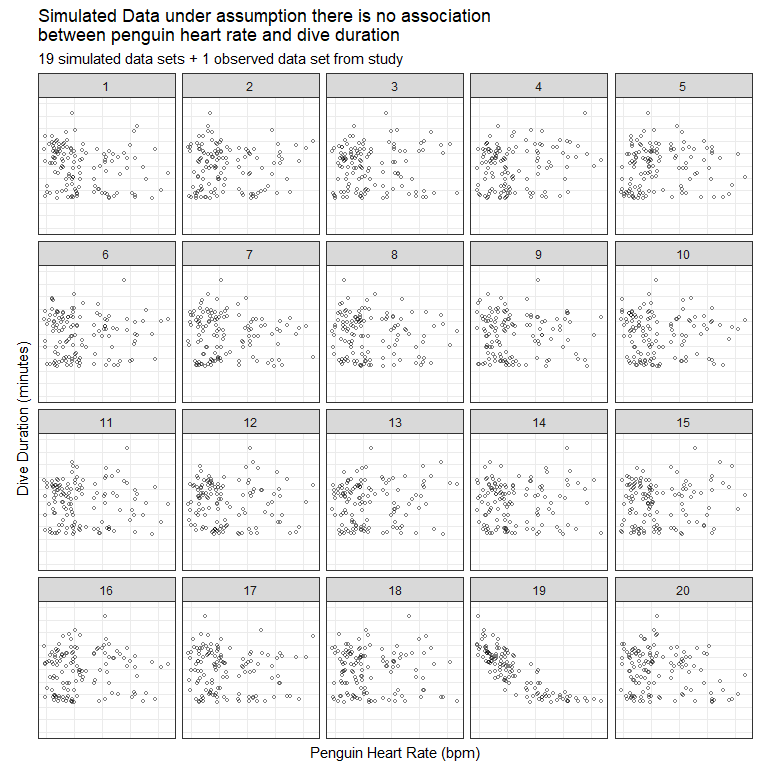 Simulated Data under assumption there is no association
between penguin heart rate and dive duration
19 simulated data sets + 1 observed data set from study
1 2 3 4 5
6 7 8 9 10
11 12 13 14 15
16 17 18 19 20
Dive Duration (minutes)
Penguin Heart Rate (bpm)